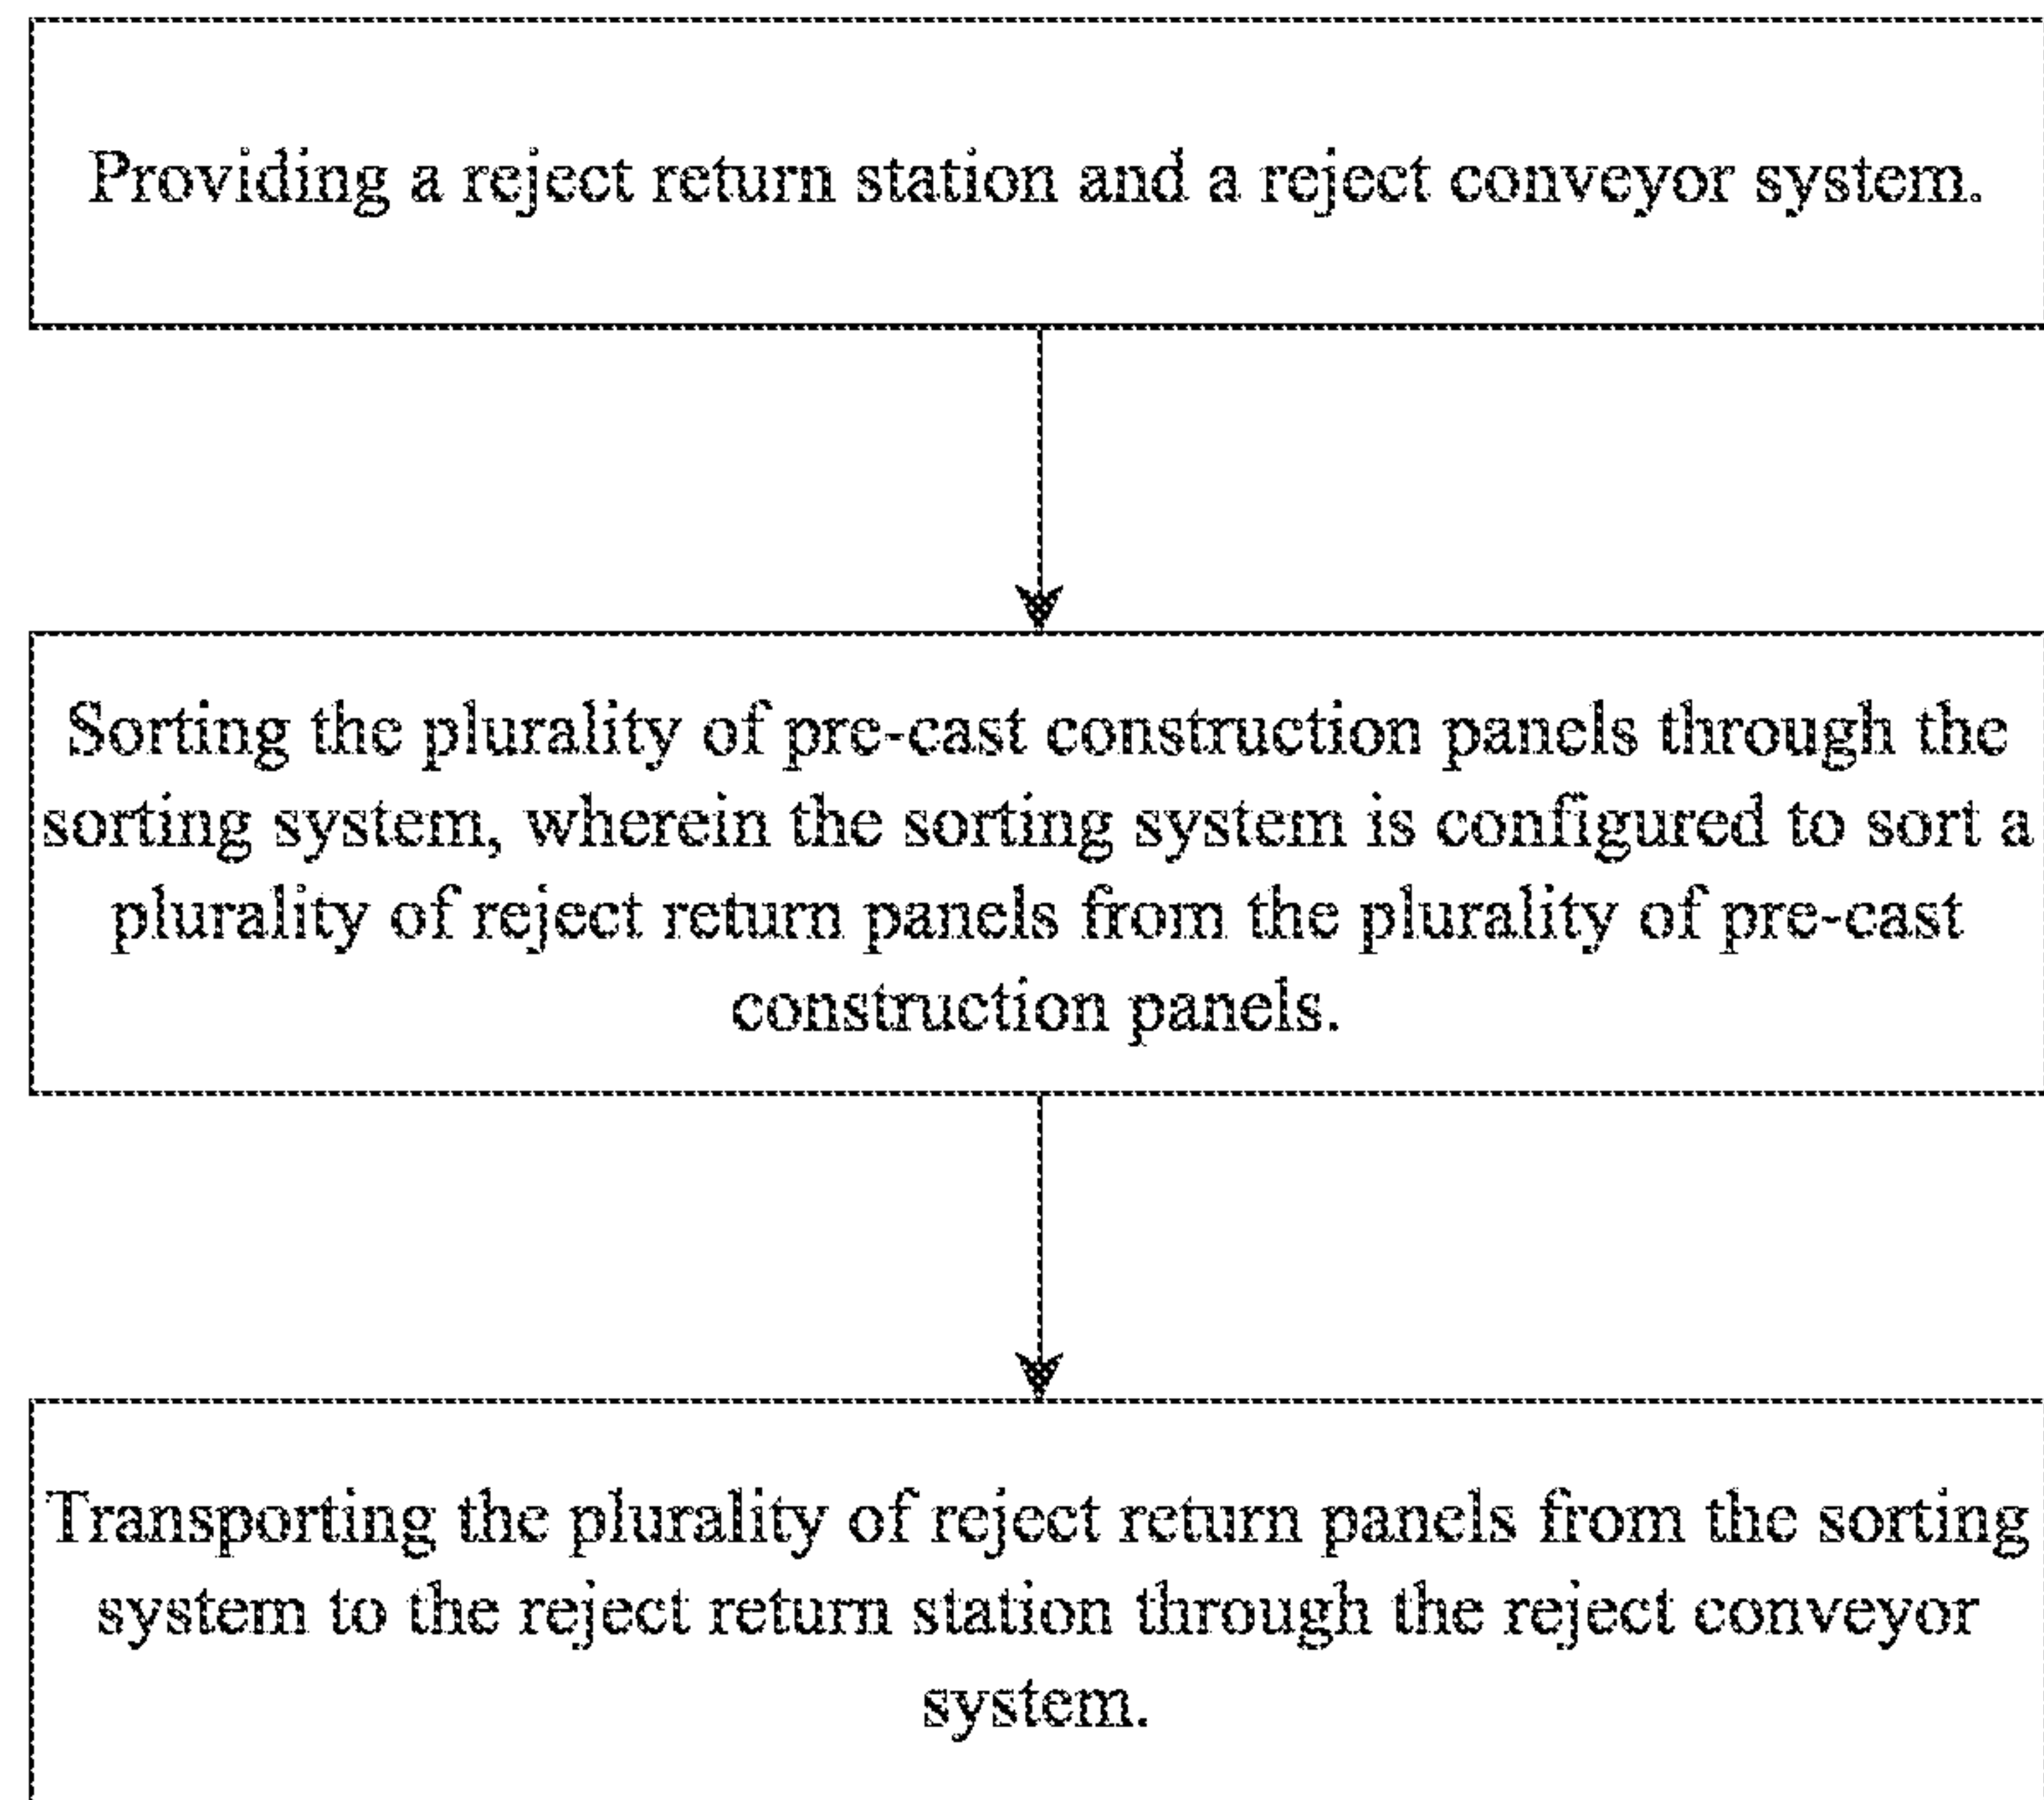 Providing a reject return station and a reject conveyor system.
Sorting the plurality of pre-cast construction panels through the
sorting system, wherein the sorting system is configured to sort a
plurality of reject return panels from the plurality of pre-cast
construction panels.
Transporting the plurality of reject return panels from the sorting
system to the reject return station through the reject conveyor
system.